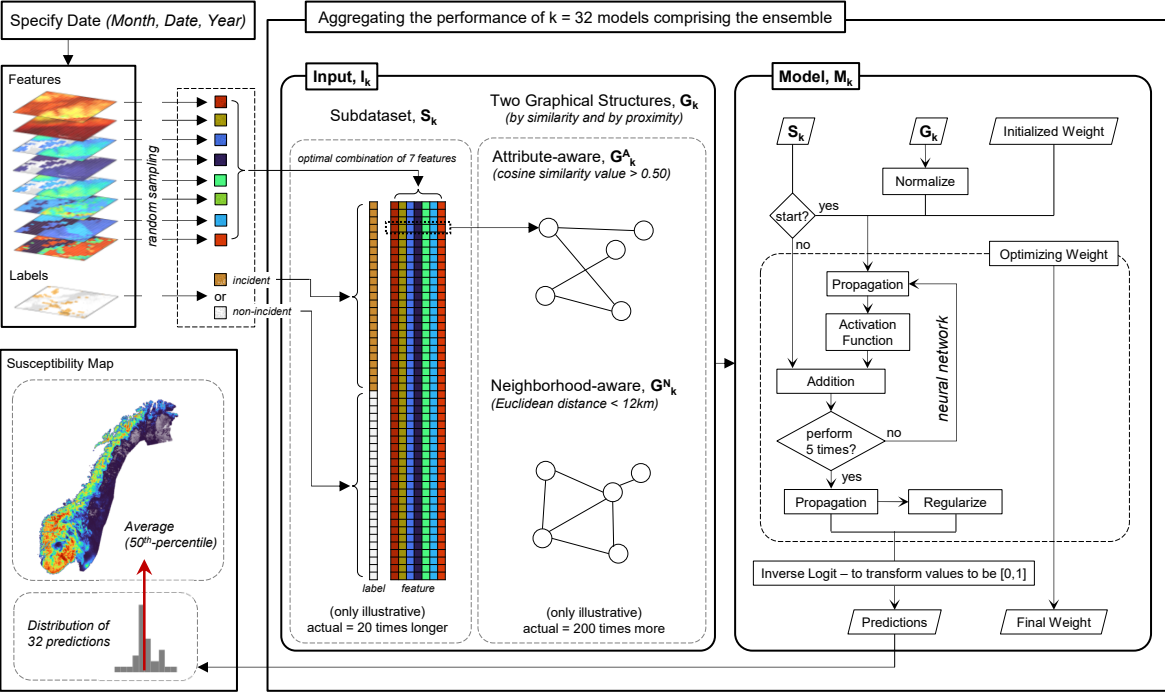 Specify Date (Month, Date, Year)
Aggregating the performance of k = 32 models comprising the ensemble
Features
random sampling
Labels
incident
or
non-incident
Input, Ik
Subdataset, Sk
optimal combination of 7 features
label
feature
(only illustrative)
actual = 20 times longer
Two Graphical Structures, Gk
(by similarity and by proximity)
Attribute-aware, GAk
(cosine similarity value > 0.50)
Neighborhood-aware, GNk
(Euclidean distance < 12km)
(only illustrative)
actual = 200 times more
Model, Mk
Sk
Gk
Initialized Weight
Normalize
start?
yes
no
Optimizing Weight
Propagation
Activation
Function
Addition
neural network
perform
5 times?
no
yes
Propagation
Regularize
Inverse Logit – to transform values to be [0,1]
Predictions
Final Weight
Susceptibility Map
Average
(50th-percentile)
Distribution of
32 predictions